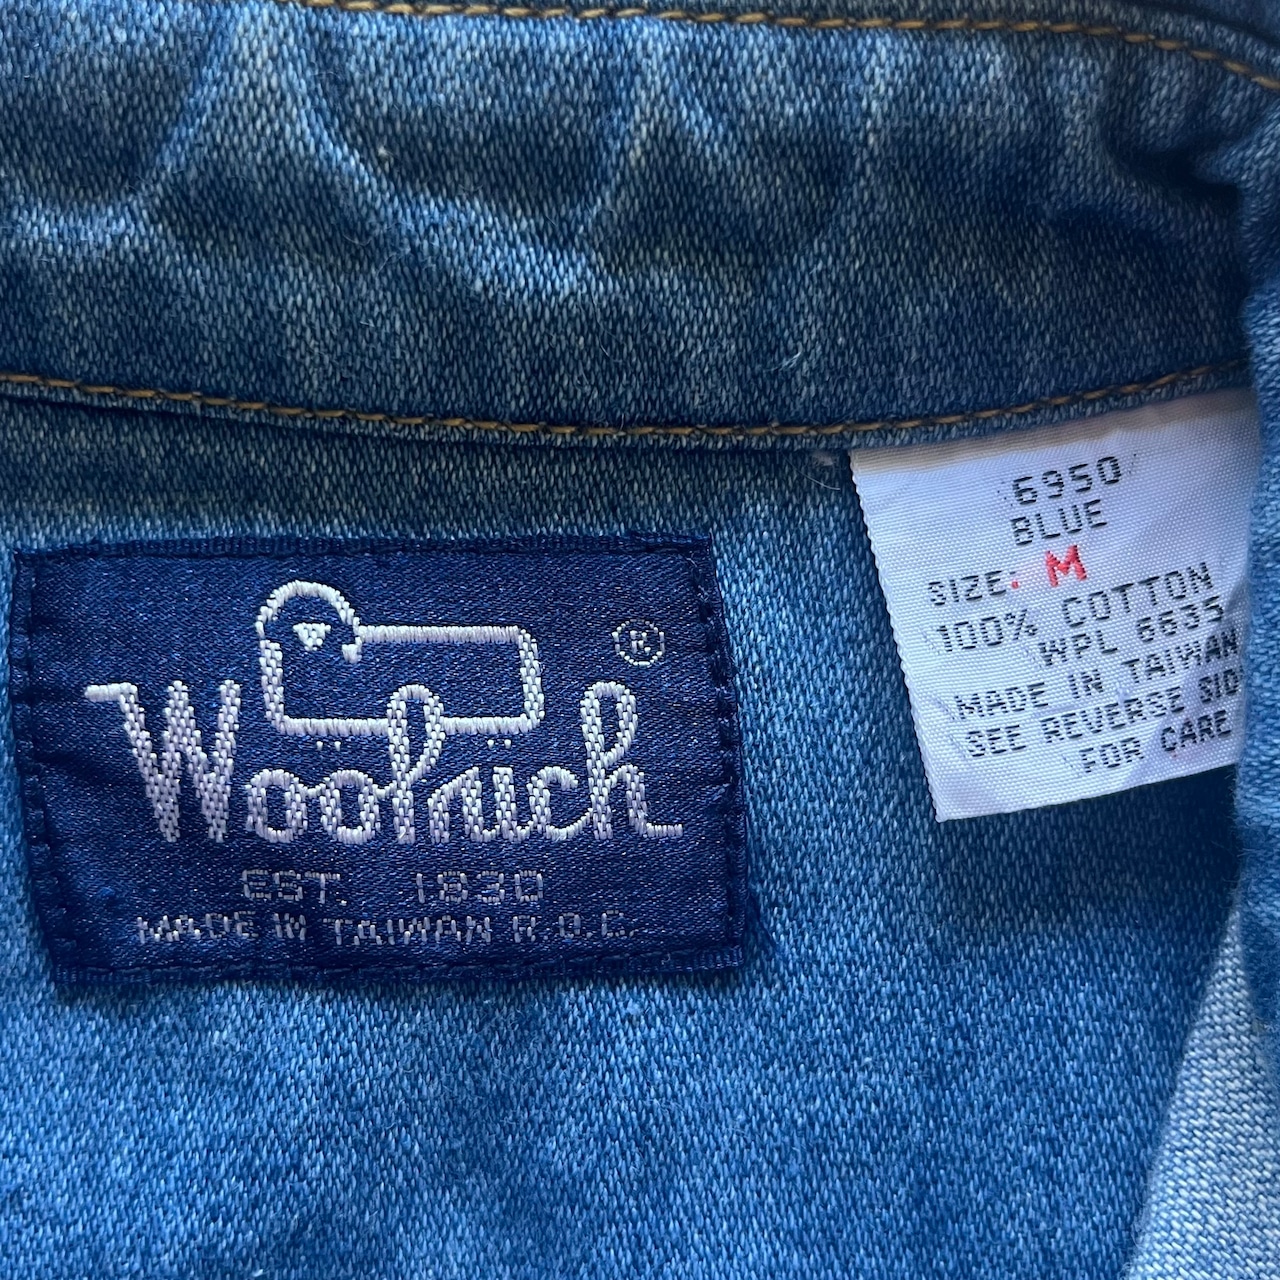 Woolrich
®
EST. 1830
MADE IN TAIWAN R.O.C.
6950
BLUE
SIZE: M
100% COTTON
WPL 6635
MADE IN TAIWAN
SEE REVERSE SID
FOR CARE